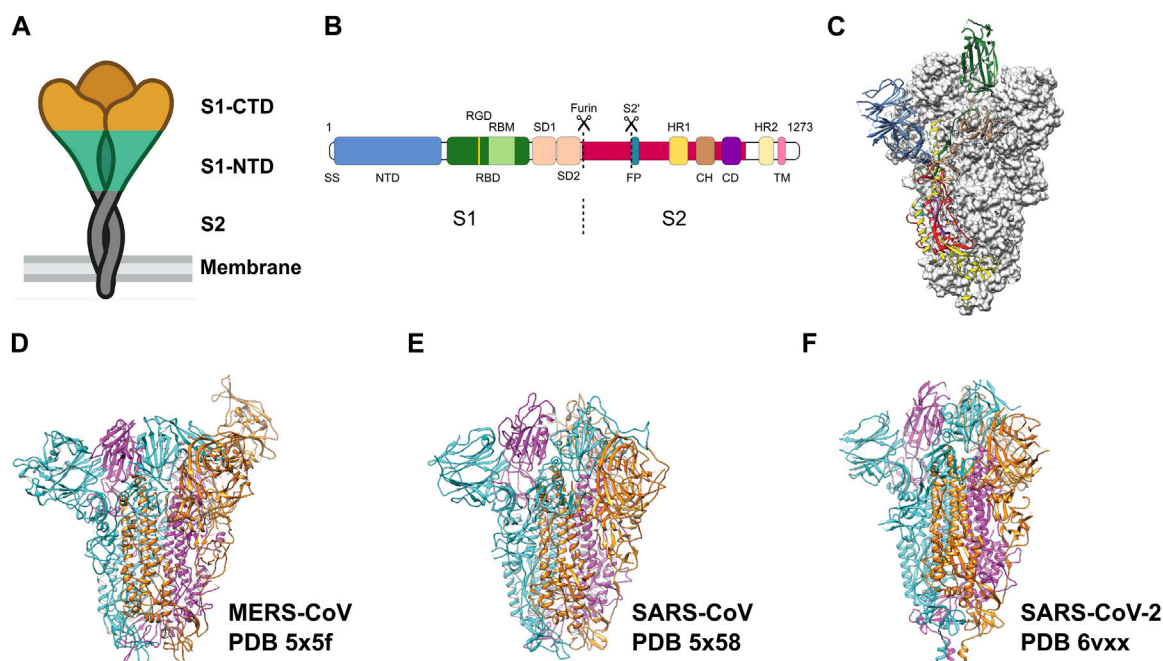 A
S1-CTD
S1-NTD
S2
Membrane
B
Furin
S2'
RGD
RBM
SD1
HR1
HR2
1
1273
SS
NTD
RBD
SD2
FP
CH
CD
TM
S1
S2
C
D
MERS-CoV
PDB 5x5f
E
SARS-CoV
PDB 5x58
F
SARS-CoV-2
PDB 6vxx